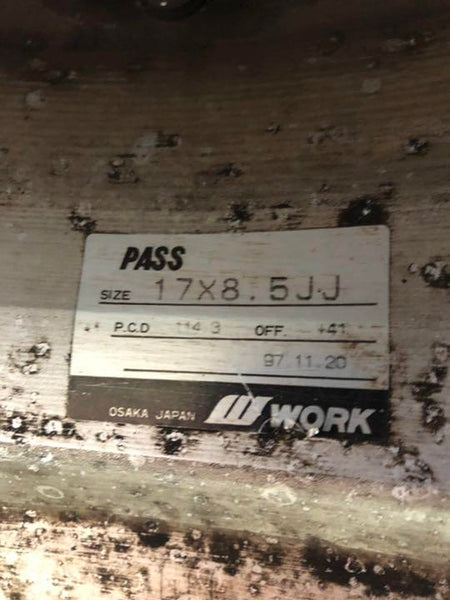 PASS
SIZE 17X8.5JJ
P.C.D 114.3 OFF. +41
97.11.20
OSAKA JAPAN WORK